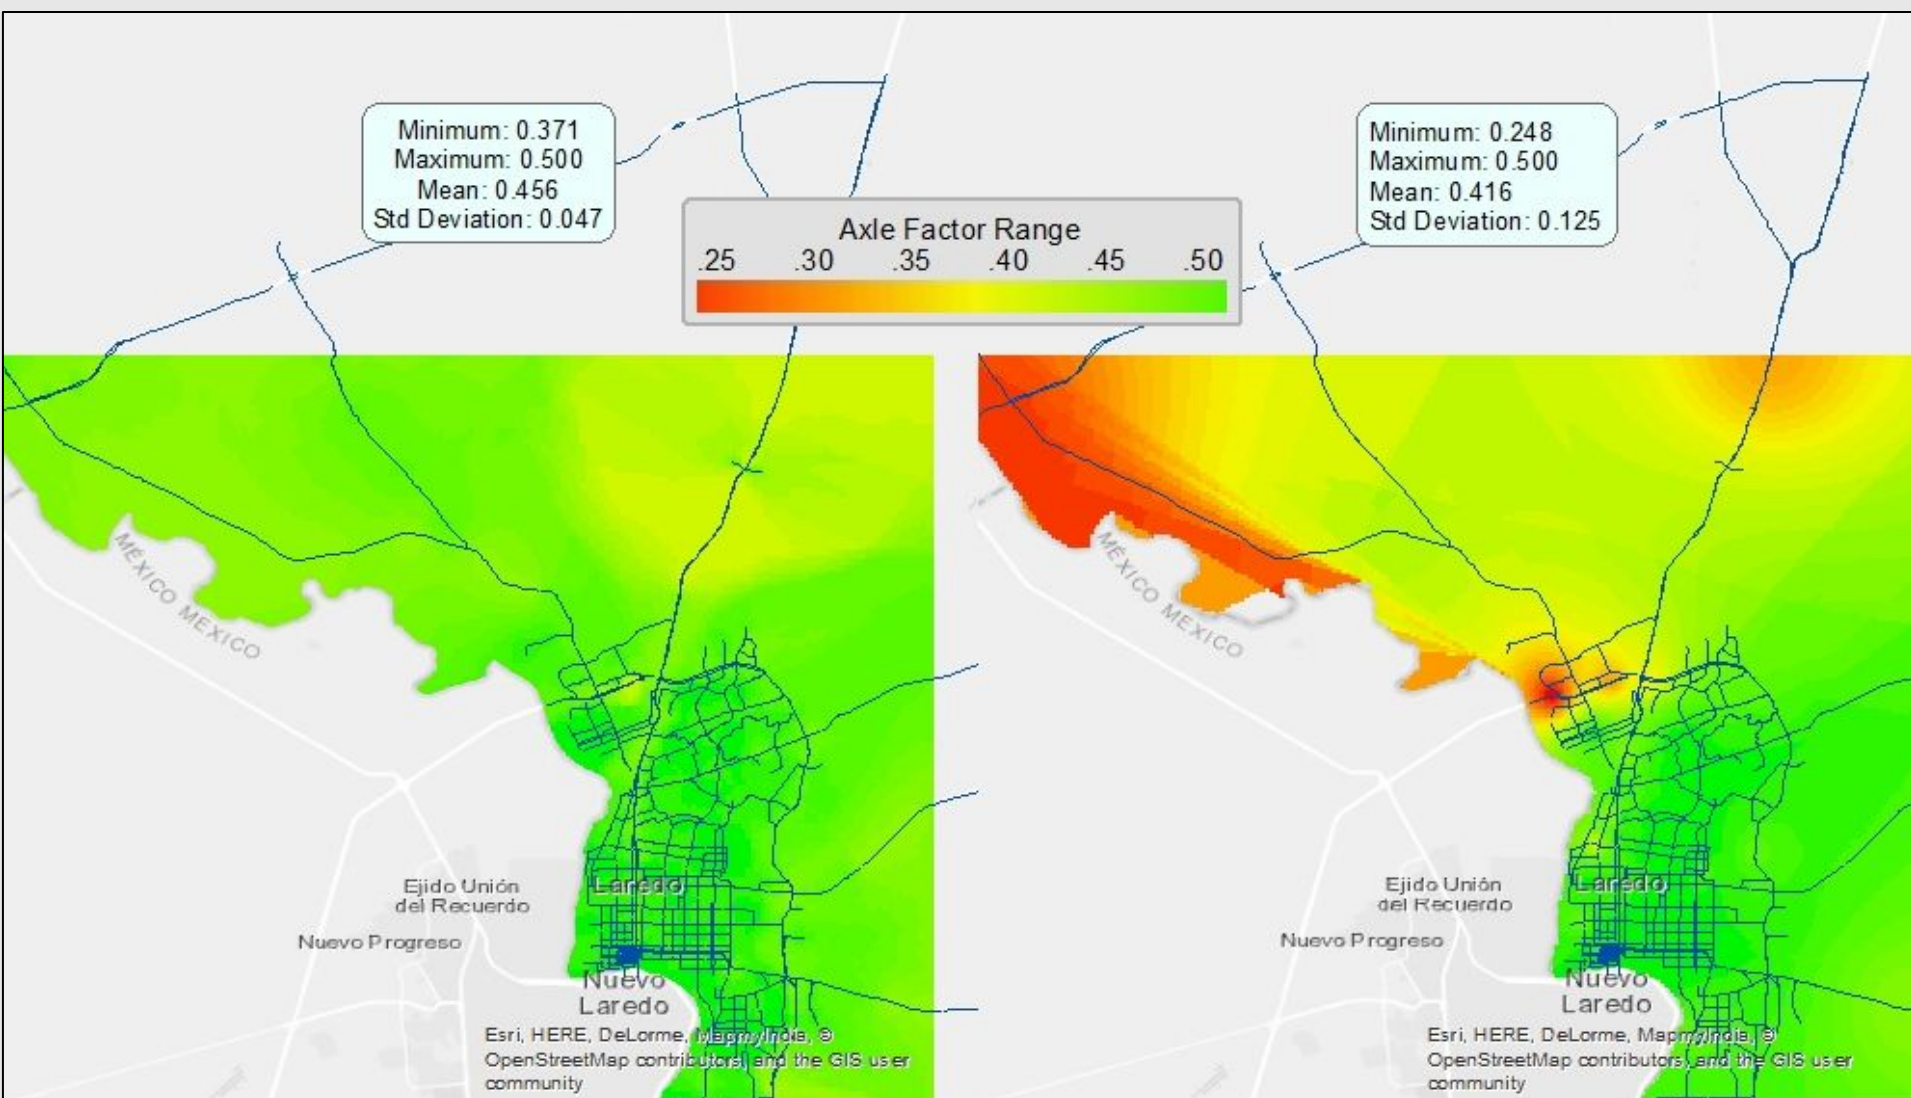 Minimum: 0.371
Maximum: 0.500
Mean: 0.456
Std Deviation: 0.047
Axle Factor Range
.25 .30 .35 .40 .45 .50
Minimum: 0.248
Maximum: 0.500
Mean: 0.416
Std Deviation: 0.125
MÉXICO MEXICO
Ejido Unión
del Recuerdo
Nuevo Progreso
Laredo
Nuevo
Laredo
Esri, HERE, DeLorme, MapmyIndia, ©
OpenStreetMap contributors, and the GIS user
community
MÉXICO MEXICO
Ejido Unión
del Recuerdo
Nuevo Progreso
Laredo
Nuevo
Laredo
Esri, HERE, DeLorme, MapmyIndia, ©
OpenStreetMap contributors, and the GIS user
community